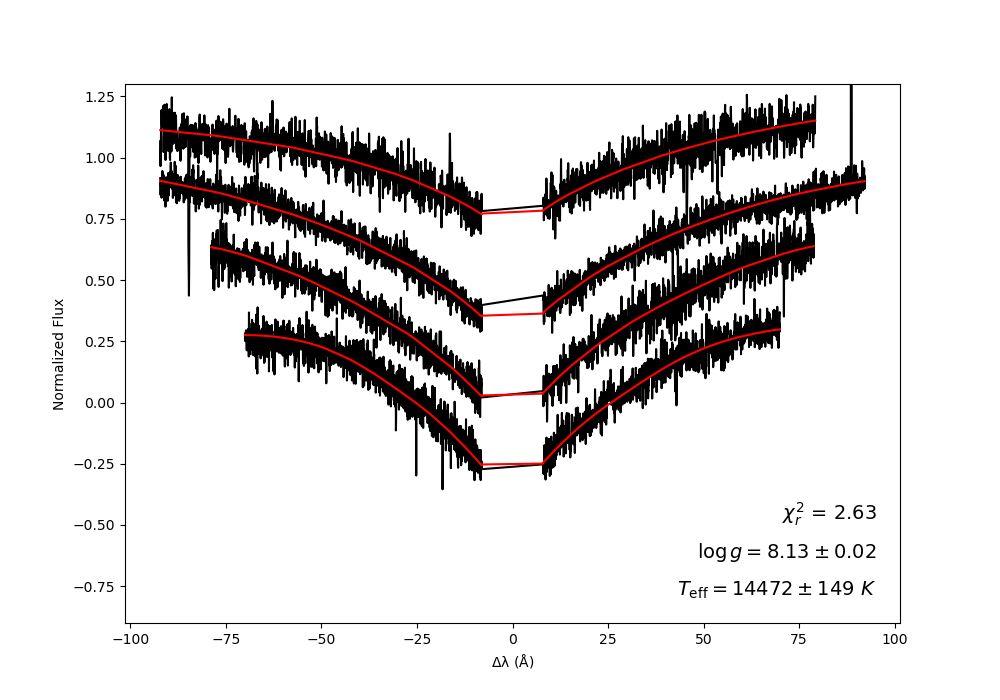 1.25
1.00
0.75
0.50
0.25
0.00
−0.25
−0.50
−0.75
Normalized Flux
χ²ᵣ = 2.63
log g = 8.13 ± 0.02
T_eff = 14472 ± 149 K
−100 −75 −50 −25 0 25 50 75 100
Δλ (Å)